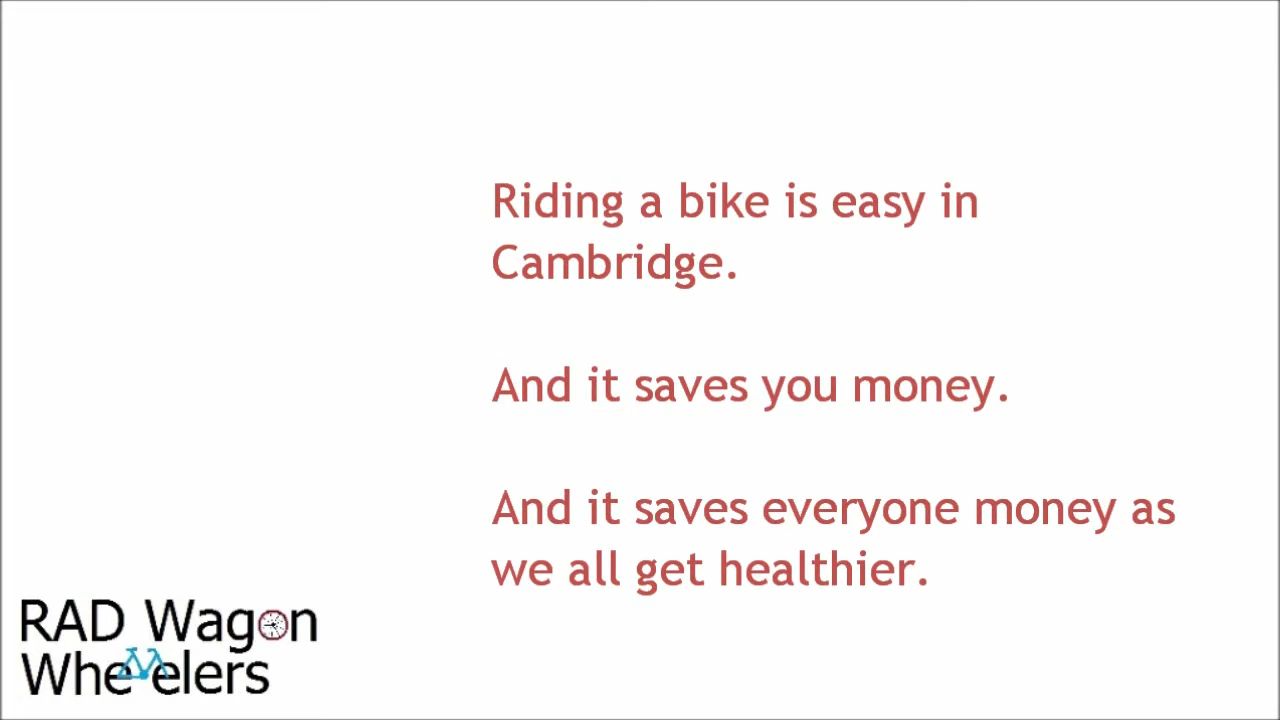 Riding a bike is easy in
Cambridge.
And it saves you money.
And it saves everyone money as
we all get healthier.
RAD Wagon
Wheelers